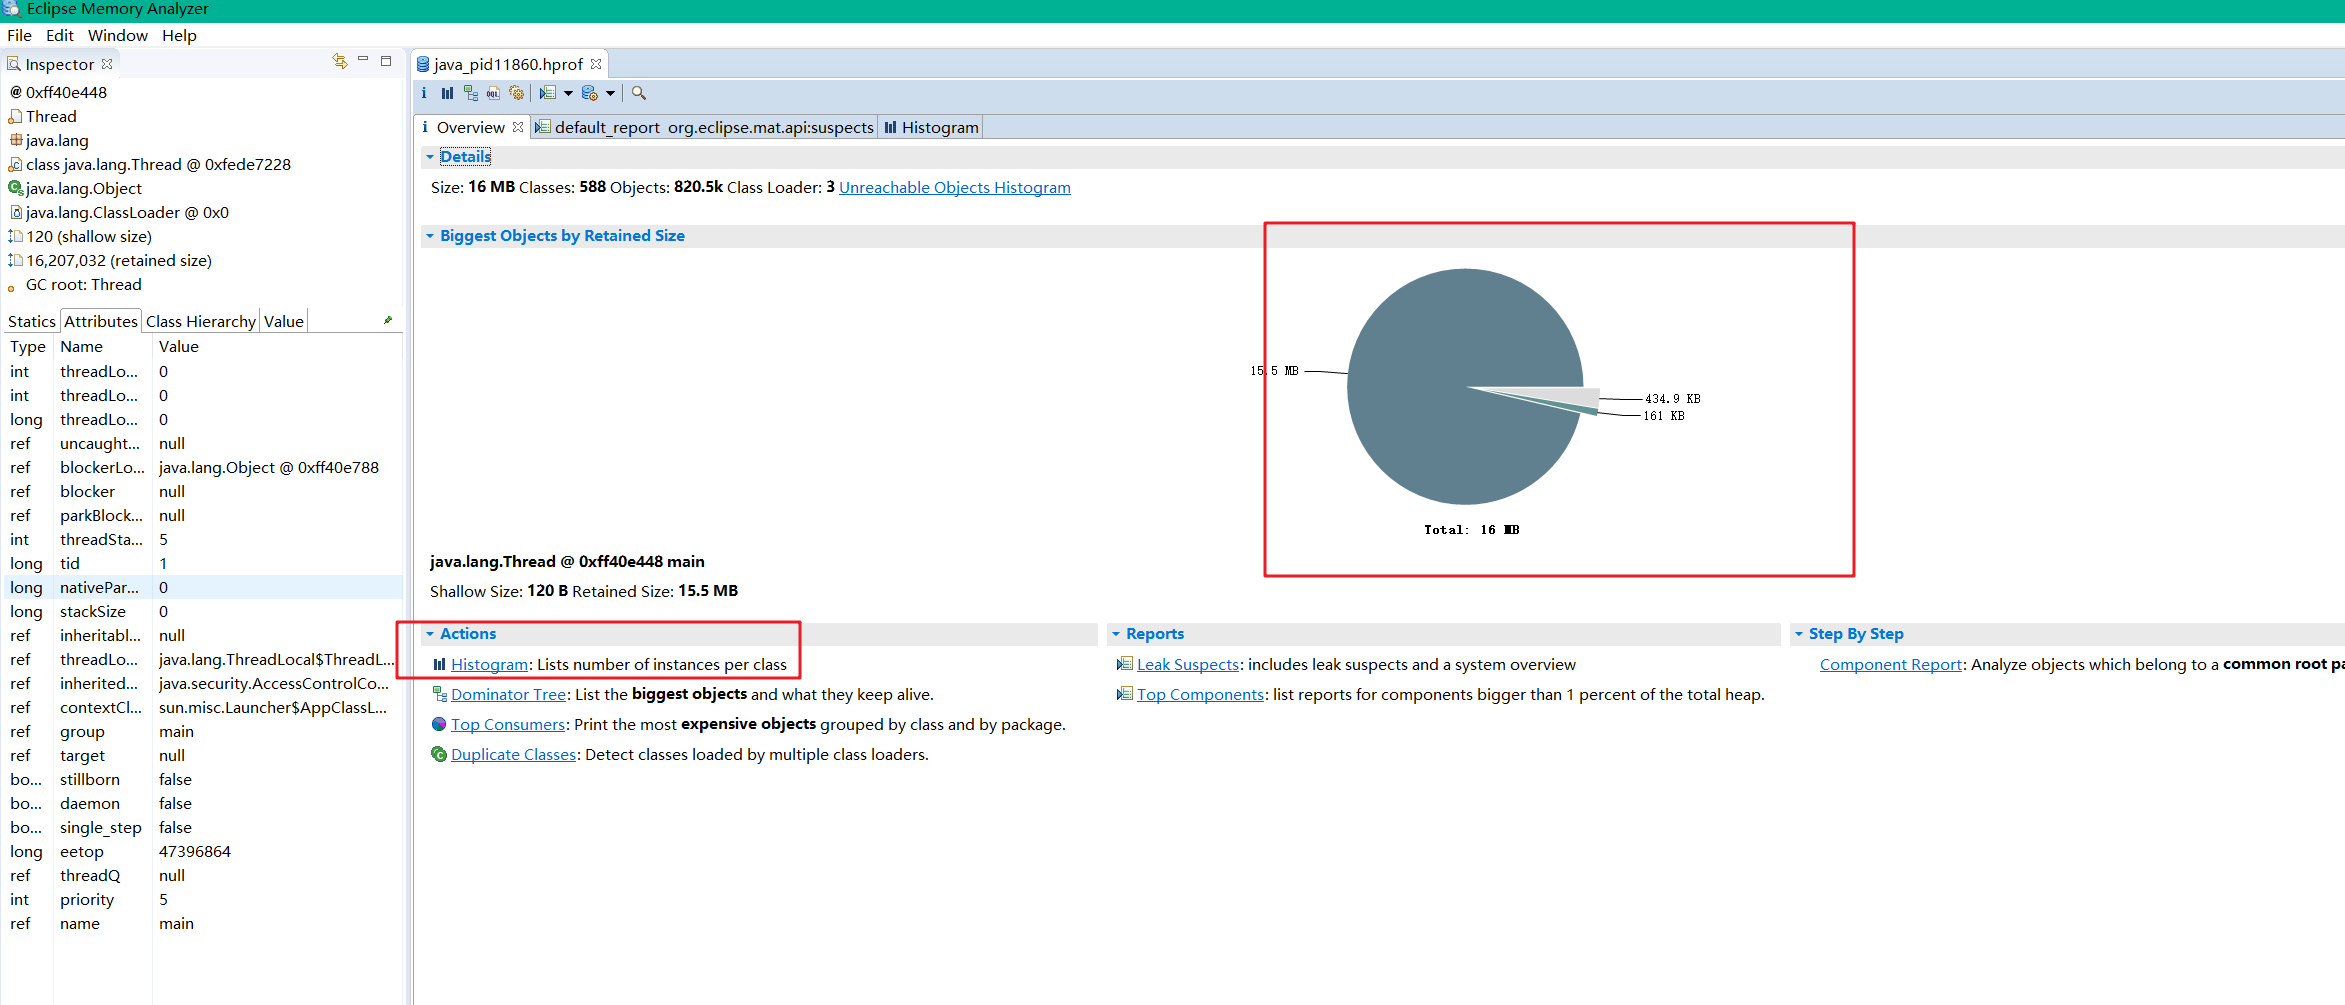 Eclipse Memory Analyzer
File Edit Window Help
Inspector
@ 0xff40e448
Thread
java.lang
class java.lang.Thread @ 0xfede7228
java.lang.Object
java.lang.ClassLoader @ 0x0
120 (shallow size)
16,207,032 (retained size)
GC root: Thread
Statics Attributes Class Hierarchy Value
Type Name Value
int threadLo... 0
int threadLo... 0
long threadLo... 0
ref uncaught... null
ref blockerLo... java.lang.Object @ 0xff40e788
ref blocker null
ref parkBlock... null
int threadSta... 5
long tid 1
long nativePar... 0
long stackSize 0
ref inheritabl... null
ref threadLo... java.lang.ThreadLocal$ThreadL...
ref inherited... java.security.AccessControlCo...
ref contextCl... sun.misc.Launcher$AppClassL...
ref group main
ref target null
bo... stillborn false
bo... daemon false
bo... single_step false
long eetop 47396864
ref threadQ null
int priority 5
ref name main
java_pid11860.hprof
Overview default_report org.eclipse.mat.api:suspects Histogram
Details
Size: 16 MB Classes: 588 Objects: 820.5k Class Loader: 3 Unreachable Objects Histogram
Biggest Objects by Retained Size
15.5 MB
434.9 KB
161 KB
Total: 16 MB
java.lang.Thread @ 0xff40e448 main
Shallow Size: 120 B Retained Size: 15.5 MB
Actions
Histogram: Lists number of instances per class
Dominator Tree: List the biggest objects and what they keep alive.
Top Consumers: Print the most expensive objects grouped by class and by package.
Duplicate Classes: Detect classes loaded by multiple class loaders.
Reports
Leak Suspects: includes leak suspects and a system overview
Top Components: list reports for components bigger than 1 percent of the total heap.
Step By Step
Component Report: Analyze objects which belong to a common root pa